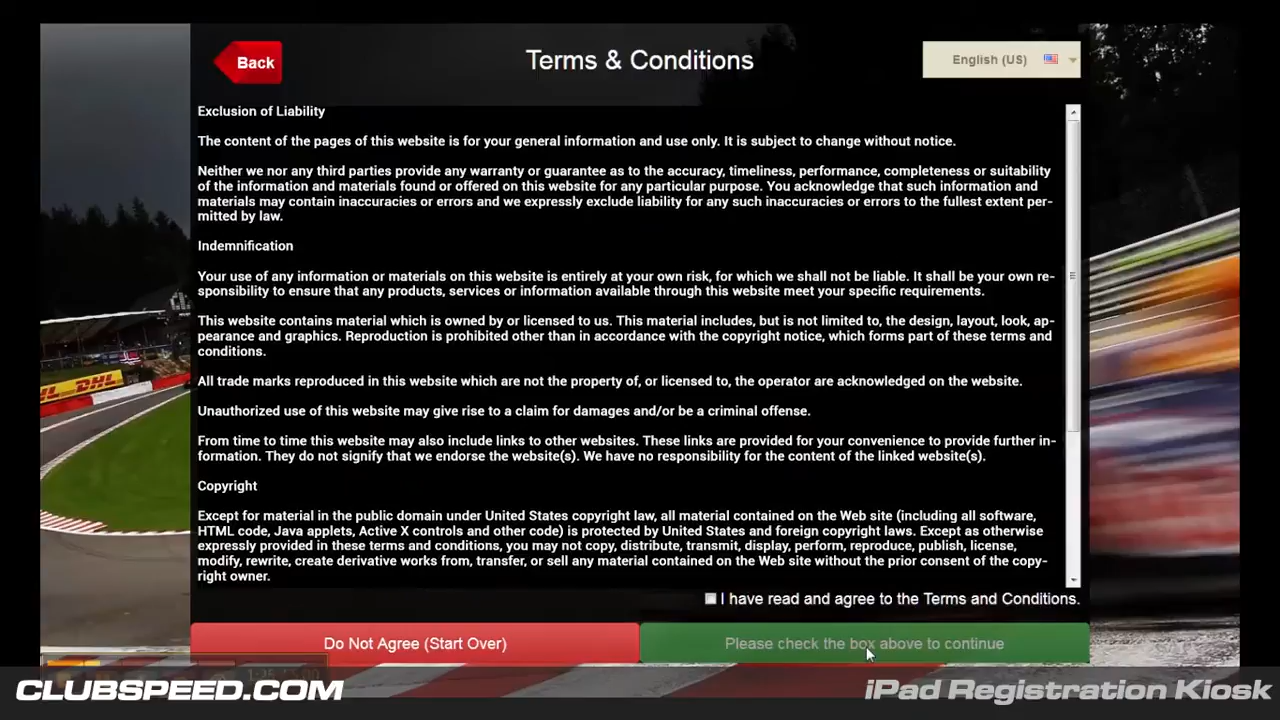 Back
Terms & Conditions
English (US)
Exclusion of Liability
The content of the pages of this website is for your general information and use only. It is subject to change without notice.
Neither we nor any third parties provide any warranty or guarantee as to the accuracy, timeliness, performance, completeness or suitability
of the information and materials found or offered on this website for any particular purpose. You acknowledge that such information and
materials may contain inaccuracies or errors and we expressly exclude liability for any such inaccuracies or errors to the fullest extent per-
mitted by law.
Indemnification
Your use of any information or materials on this website is entirely at your own risk, for which we shall not be liable. It shall be your own re-
sponsibility to ensure that any products, services or information available through this website meet your specific requirements.
This website contains material which is owned by or licensed to us. This material includes, but is not limited to, the design, layout, look, ap-
pearance and graphics. Reproduction is prohibited other than in accordance with the copyright notice, which forms part of these terms and
conditions.
All trade marks reproduced in this website which are not the property of, or licensed to, the operator are acknowledged on the website.
Unauthorized use of this website may give rise to a claim for damages and/or be a criminal offense.
From time to time this website may also include links to other websites. These links are provided for your convenience to provide further in-
formation. They do not signify that we endorse the website(s). We have no responsibility for the content of the linked website(s).
Copyright
Except for material in the public domain under United States copyright law, all material contained on the Web site (including all software,
HTML code, Java applets, Active X controls and other code) is protected by United States and foreign copyright laws. Except as otherwise
expressly provided in these terms and conditions, you may not copy, distribute, transmit, display, perform, reproduce, publish, license,
modify, rewrite, create derivative works from, transfer, or sell any material contained on the Web site without the prior consent of the copy-
right owner.
DHL
I have read and agree to the Terms and Conditions.
Do Not Agree (Start Over)
Please check the box above to continue
CLUBSPEED.COM
iPad Registration Kiosk